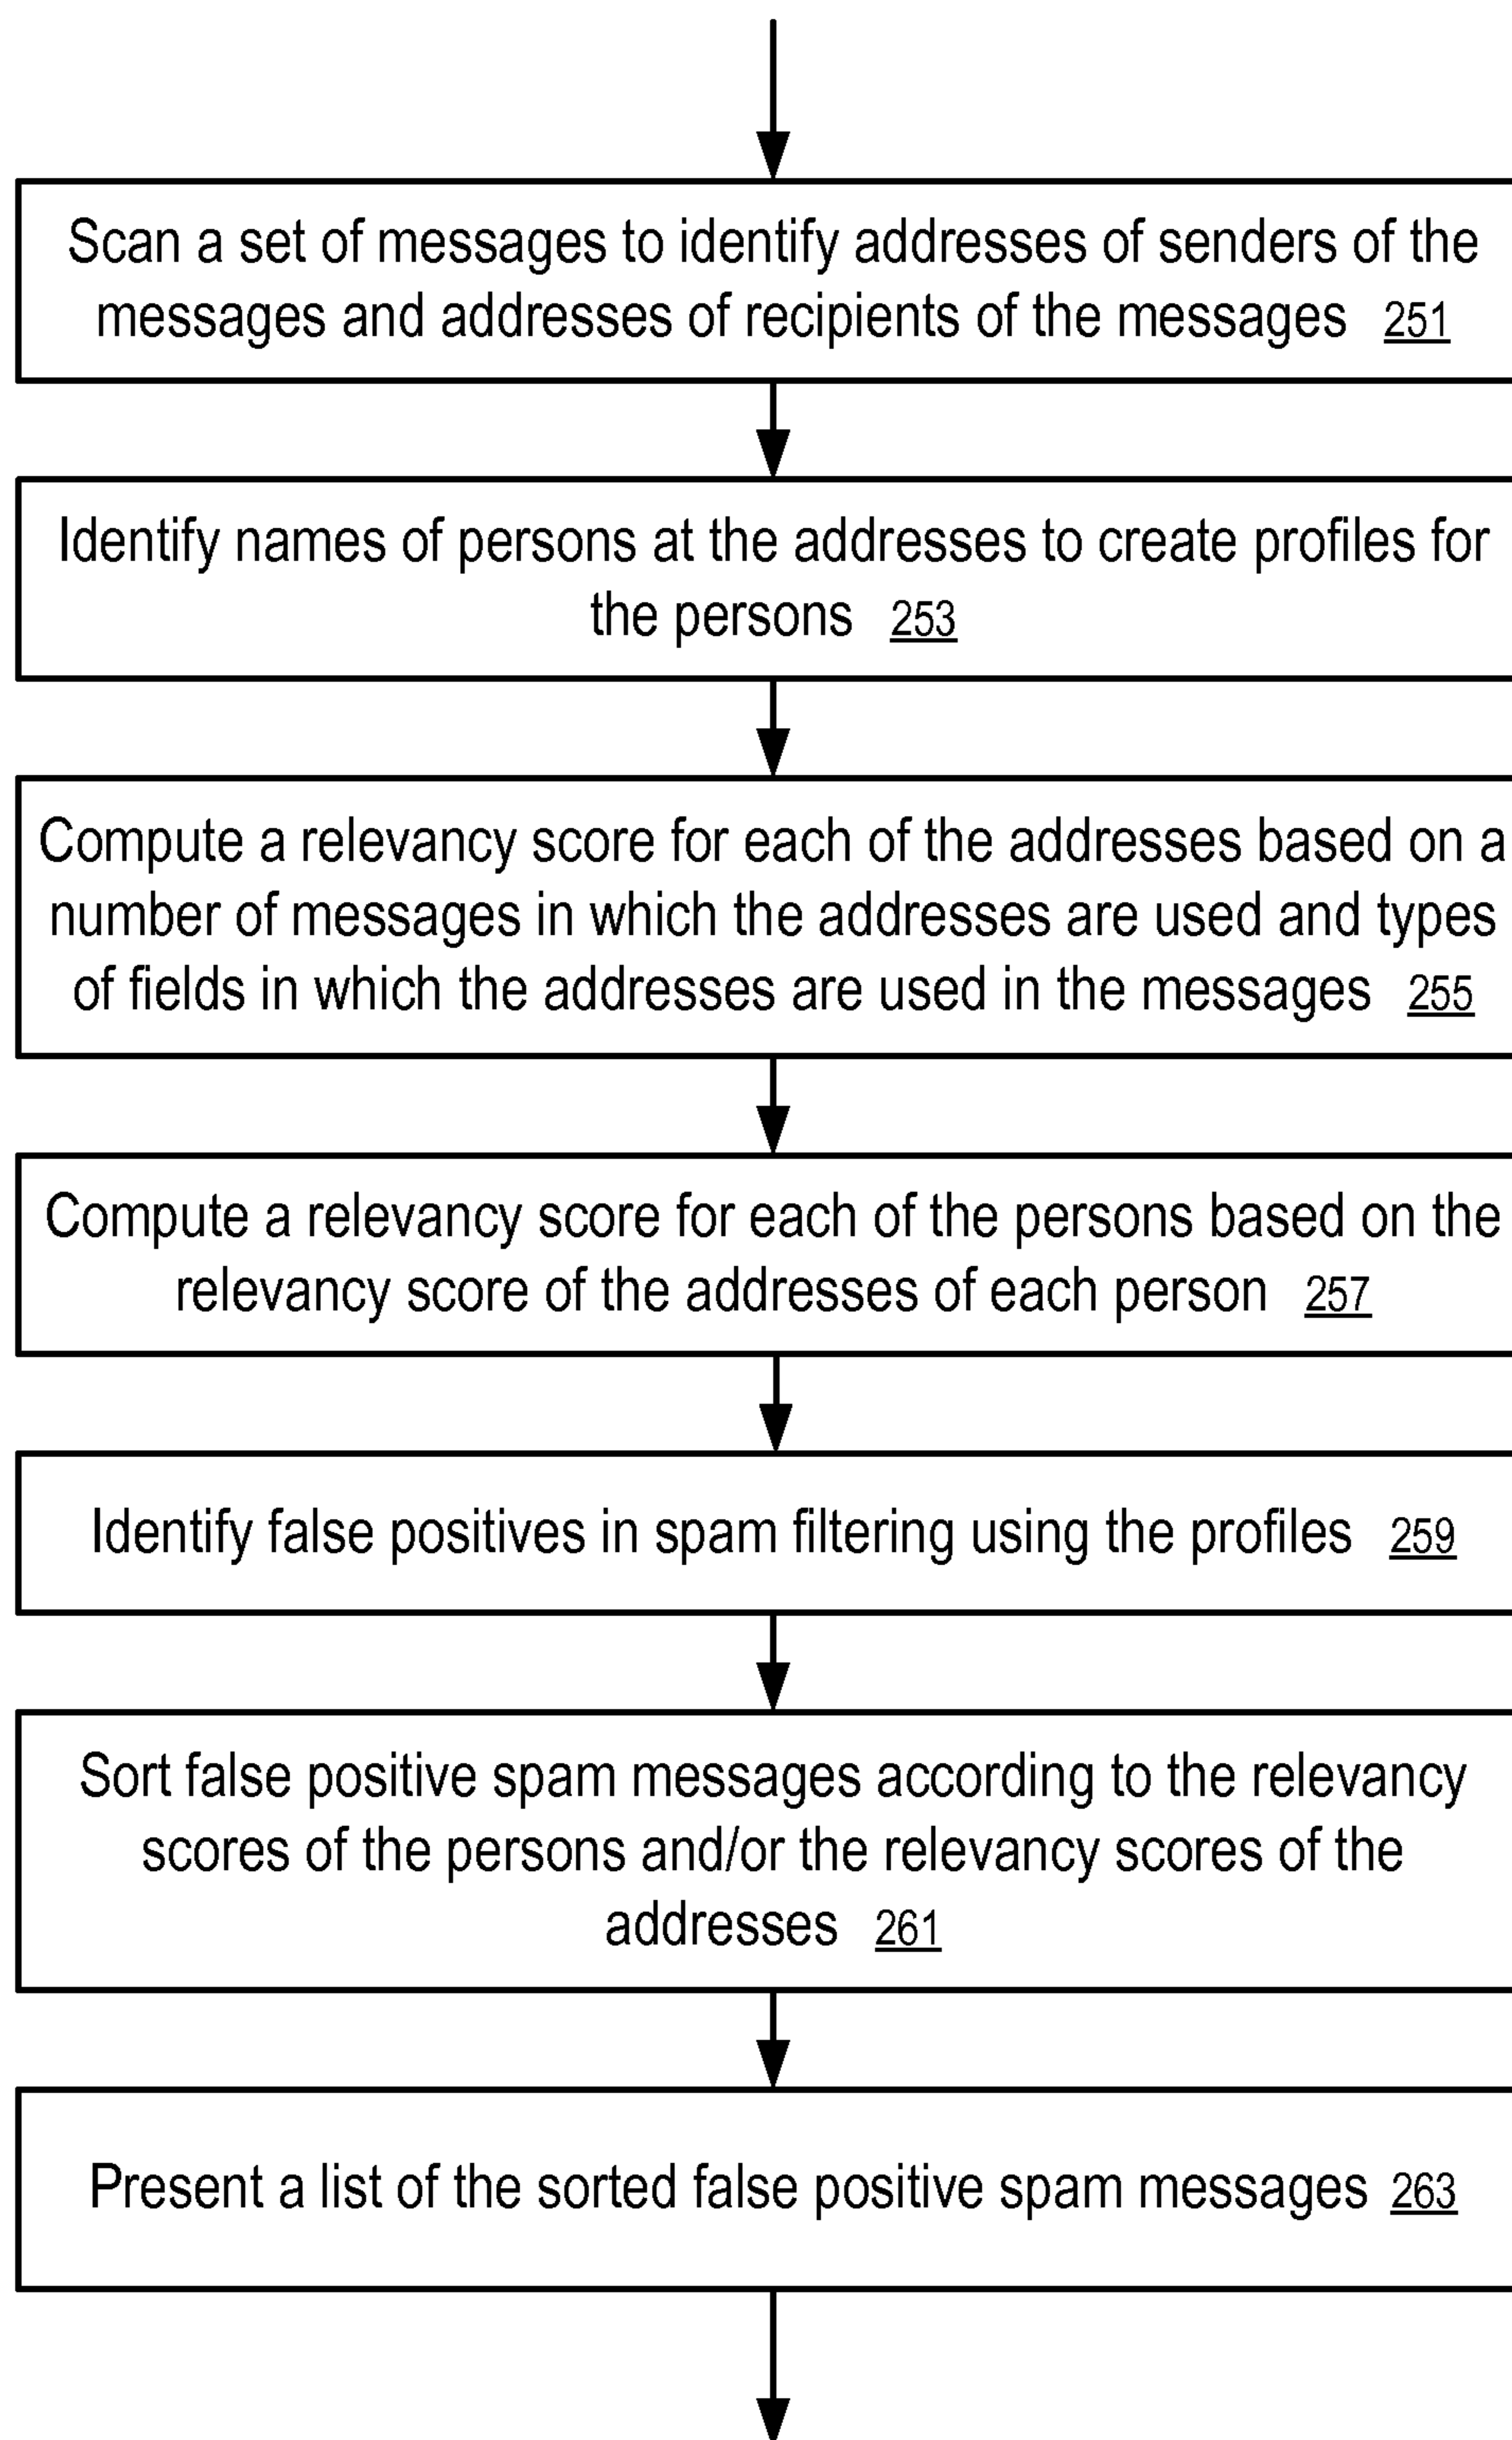 Scan a set of messages to identify addresses of senders of the
messages and addresses of recipients of the messages 251
Identify names of persons at the addresses to create profiles for
the persons 253
Compute a relevancy score for each of the addresses based on a
number of messages in which the addresses are used and types
of fields in which the addresses are used in the messages 255
Compute a relevancy score for each of the persons based on the
relevancy score of the addresses of each person 257
Identify false positives in spam filtering using the profiles 259
Sort false positive spam messages according to the relevancy
scores of the persons and/or the relevancy scores of the
addresses 261
Present a list of the sorted false positive spam messages 263